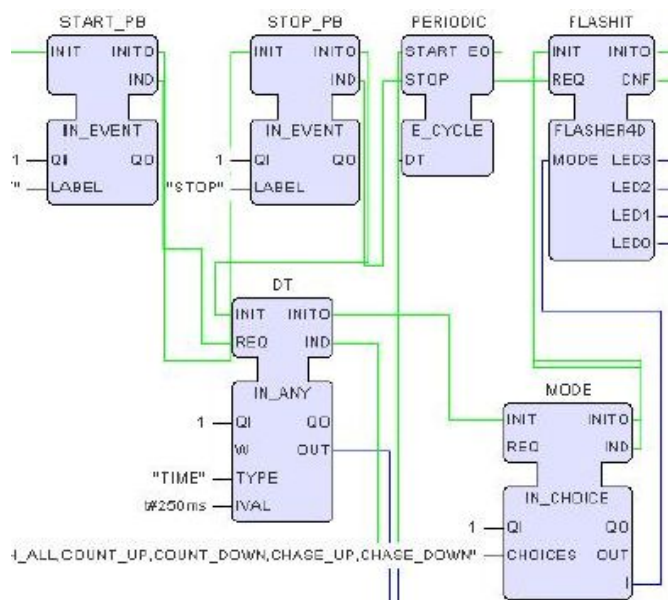 START_PB
INIT INITO
IND
IN_EVENT
1 QI QO
" LABEL
STOP_PB
INIT INITO
IND
IN_EVENT
1 QI QO
"STOP" LABEL
PERIODIC
START EO
STOP
E_CYCLE
DT
FLASHIT
INIT INITO
REQ CNF
FLASHER4D
MODE LED3
LED2
LED1
LED0
DT
INIT INITO
REQ IND
IN_ANY
1 QI QO
W OUT
"TIME" TYPE
t#250ms IVAL
MODE
INIT INITO
REQ IND
IN_CHOICE
1 QI QO
H_ALL,COUNT_UP,COUNT_DOWN,CHASE_UP,CHASE_DOWN" CHOICES OUT
I